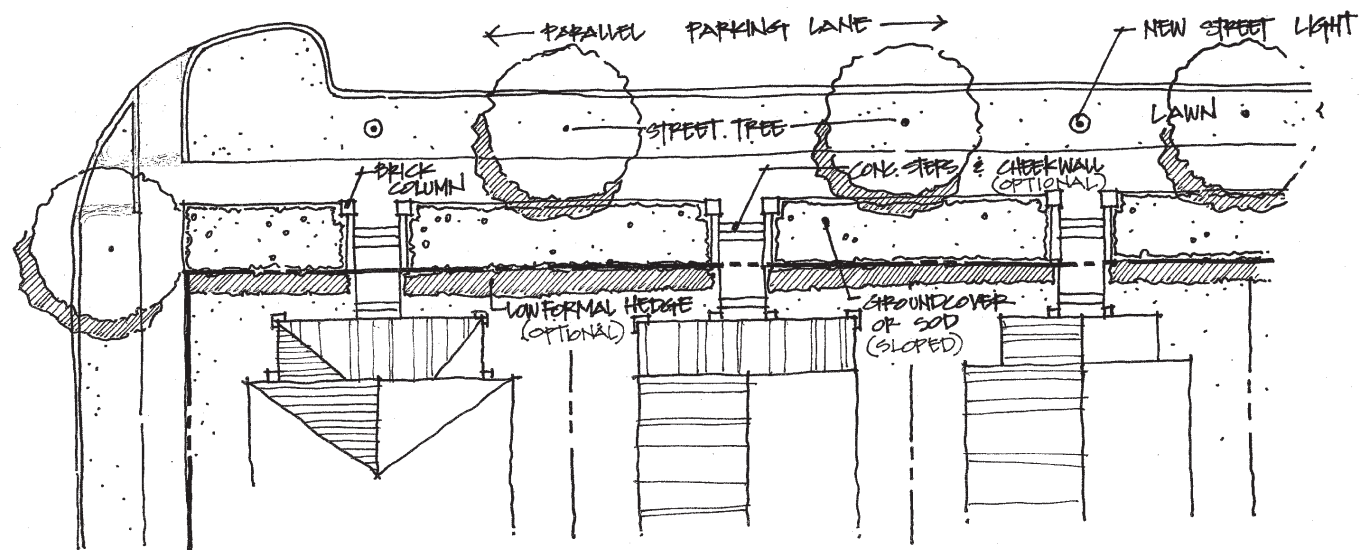 PARALLEL PARKING LANE
NEW STREET LIGHT
LAWN
STREET TREE
BRICK
COLUMN
CONC. STEPS & CHEEKWALL
(OPTIONAL)
LOW FORMAL HEDGE
(OPTIONAL)
GROUNDCOVER
OR SOD
(SLOPED)